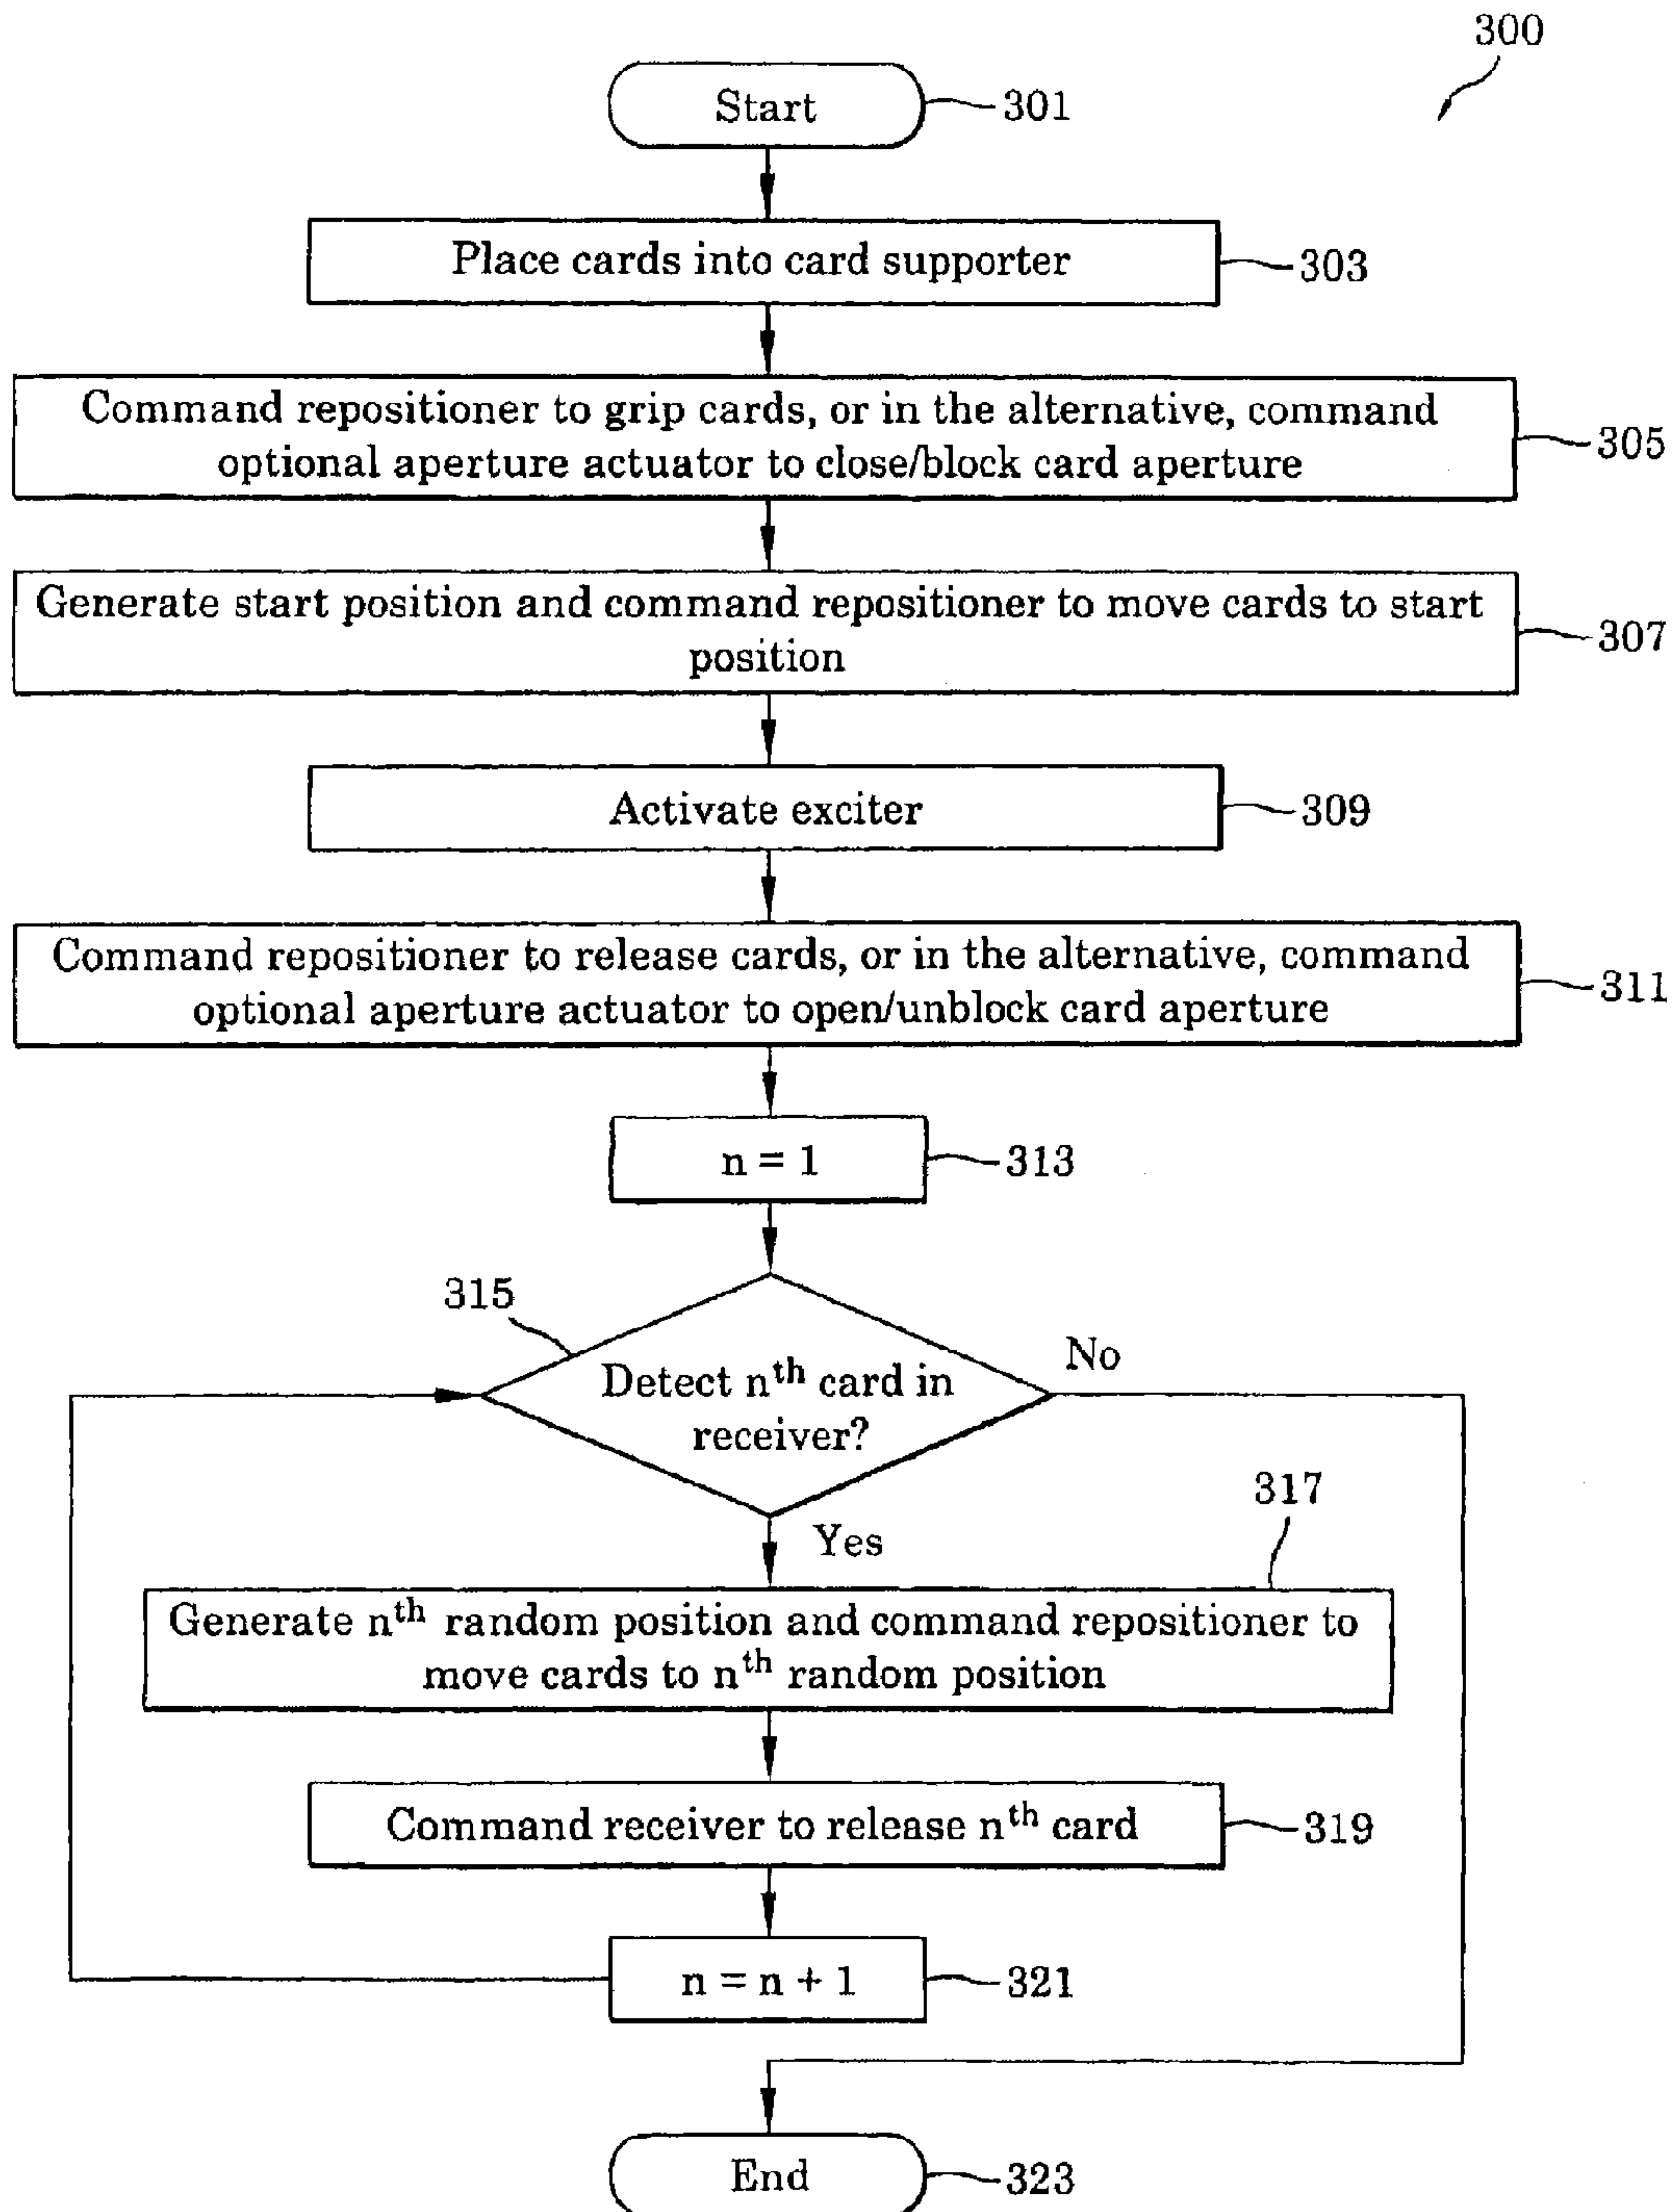 300
Start
301
Place cards into card supporter
303
Command repositioner to grip cards, or in the alternative, command
optional aperture actuator to close/block card aperture
305
Generate start position and command repositioner to move cards to start
position
307
Activate exciter
309
Command repositioner to release cards, or in the alternative, command
optional aperture actuator to open/unblock card aperture
311
n = 1
313
315
Detect nth card in
receiver?
No
Yes
317
Generate nth random position and command repositioner to
move cards to nth random position
Command receiver to release nth card
319
n = n + 1
321
End
323